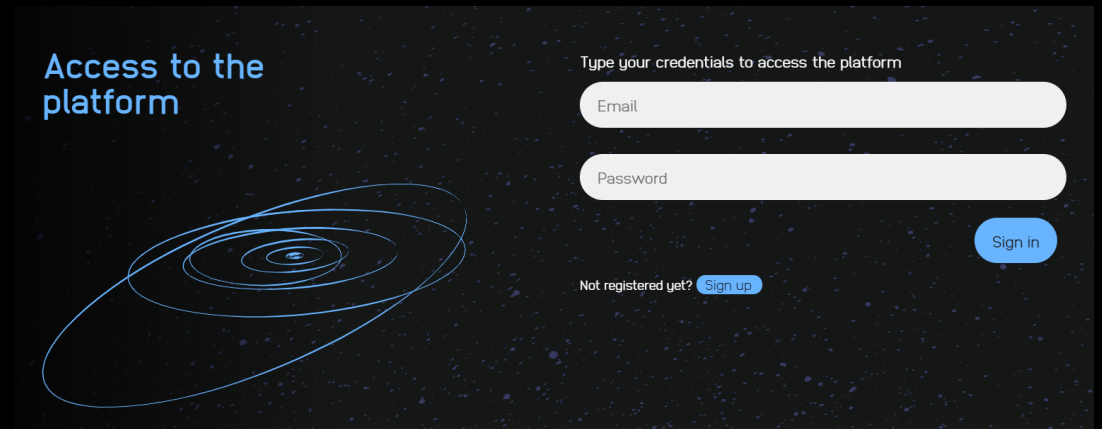 Access to the
platform
Type your credentials to access the platform
Email
Password
Sign in
Not registered yet? Sign up